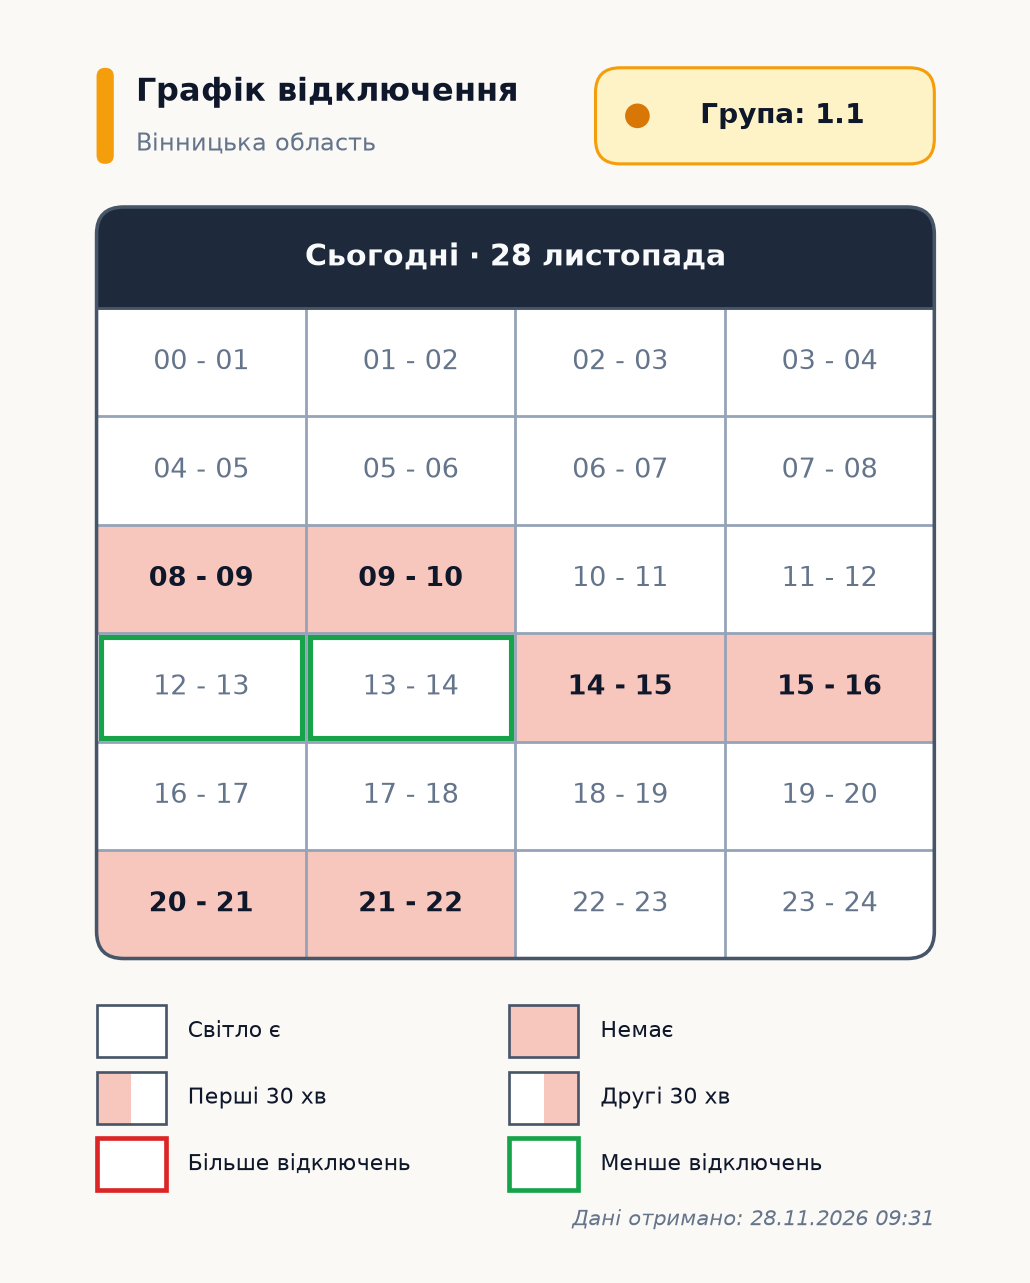 Графік відключення
Вінницька область
Група: 1.1
Сьогодні · 28 листопада
00 - 01 01 - 02 02 - 03 03 - 04
04 - 05 05 - 06 06 - 07 07 - 08
08 - 09 09 - 10 10 - 11 11 - 12
12 - 13 13 - 14 14 - 15 15 - 16
16 - 17 17 - 18 18 - 19 19 - 20
20 - 21 21 - 22 22 - 23 23 - 24
Світло є Немає
Перші 30 хв Другі 30 хв
Більше відключень Менше відключень
Дані отримано: 28.11.2026 09:31